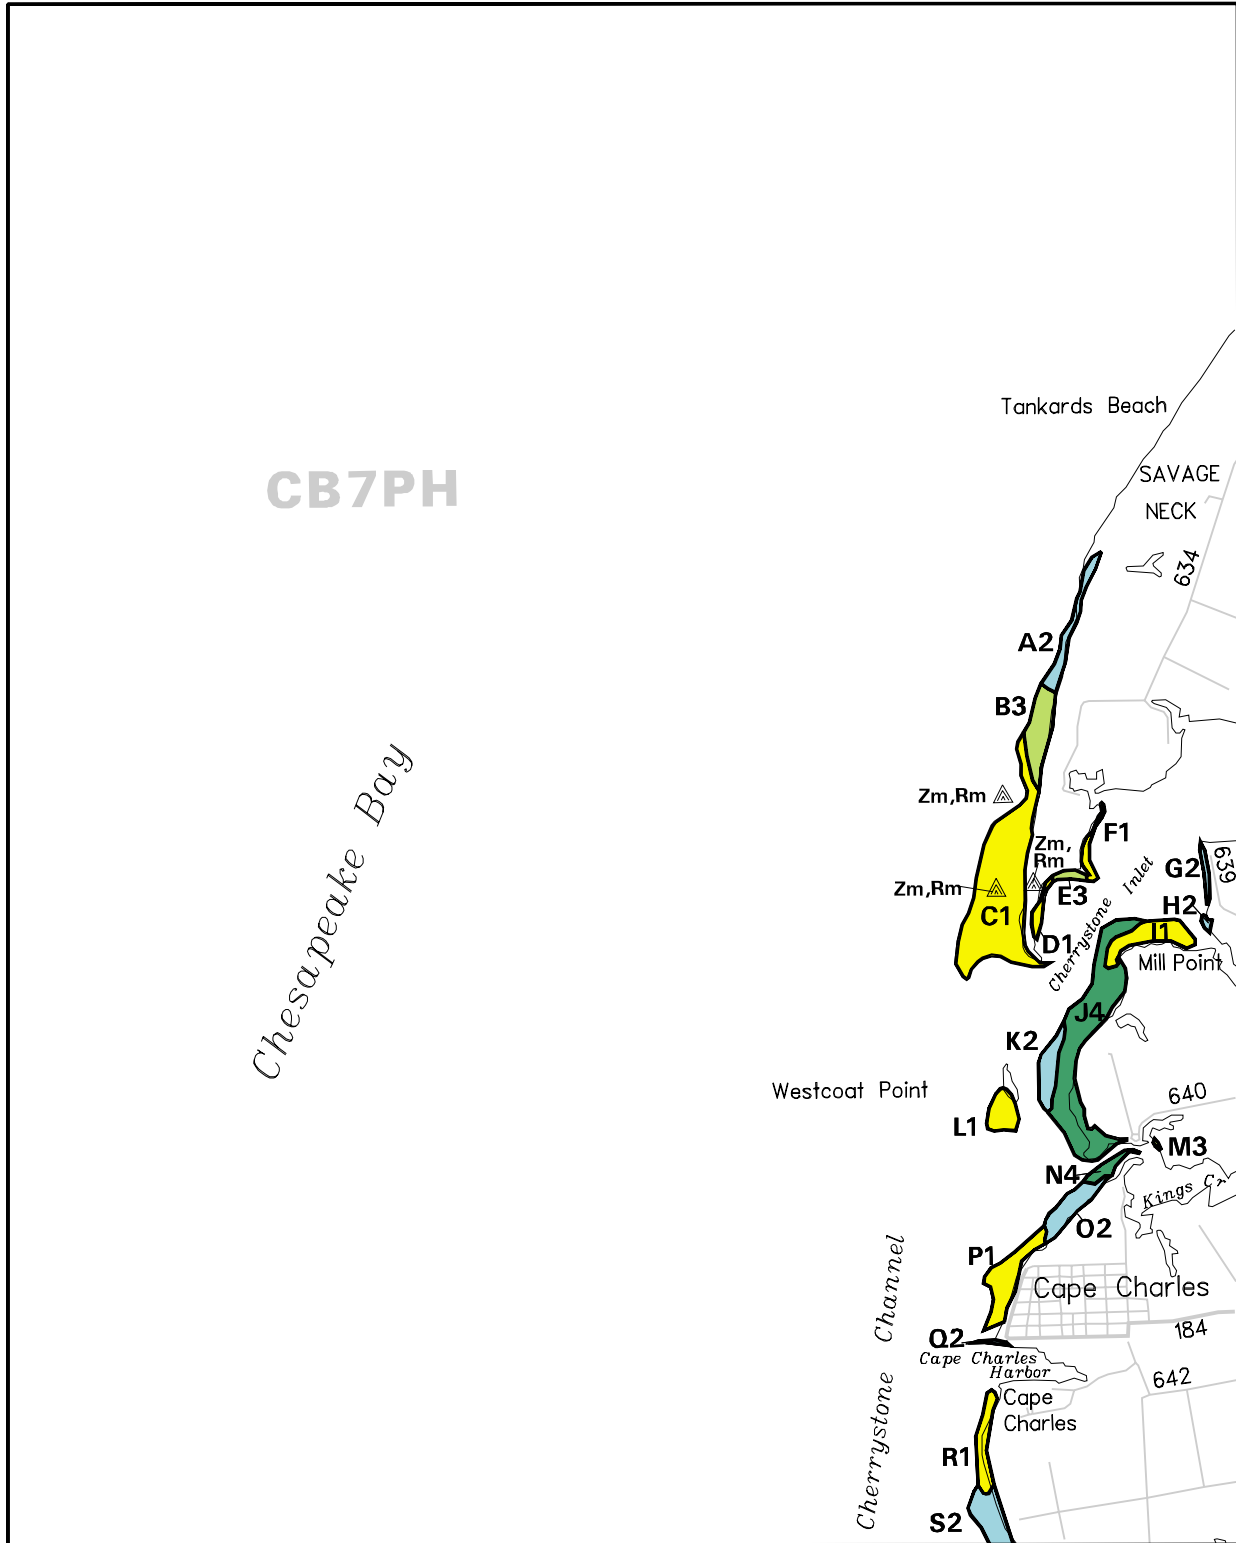 Tankards Beach
SAVAGE
NECK
CB7PH
634
A2
B3
Chesapeake Bay
Zm,Rm
F1
Zm,
Rm
639
G2
Zm,Rm
E3
H2
C1
I1
D1
Cherrystone Inlet
Mill Point
J4
K2
Westcoat Point
640
L1
M3
N4
Kings Cr
O2
P1
Cherrystone Channel
Cape Charles
184
Q2
Cape Charles
Harbor
642
Cape
Charles
R1
S2